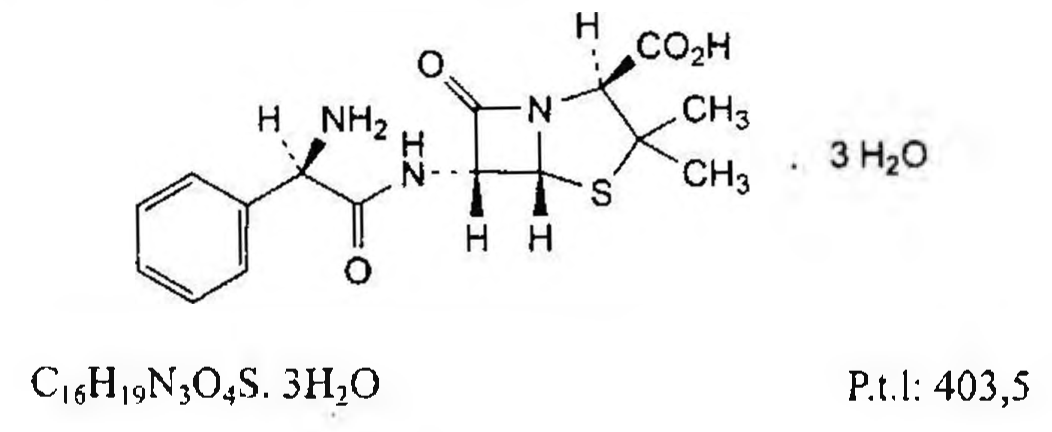 H
CO₂H
O
N
CH₃
H NH₂
H
N
3 H₂O
CH₃
S
H H
O
C₁₆H₁₉N₃O₄S. 3H₂O P.t.l: 403,5